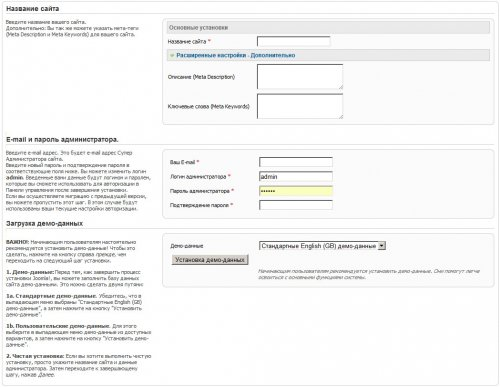 Название сайта
Введите название вашего сайта.
Дополнительно: Вы так же можете указать мета-теги
(Meta Description и Meta Keywords) для вашего сайта.
Основные установки
Название сайта *
Расширенные настройки - Дополнительно
Описание (Meta Description)
Ключевые слова (Meta Keywords)
E-mail и пароль администратора.
Введите e-mail адрес. Это будет e-mail адрес Супер
Администратора сайта.
Введите новый пароль и подтверждение пароля в
соответствующие поля ниже. Вы можете изменить логин
admin. Введенные вами данные будут логином и паролем,
которые вы сможете использовать для авторизации в
Панели управления после завершения установки.
Если вы осуществляете миграцию с предыдущей версии,
вы можете пропустить этот шаг. В этом случае будут
использованы ваши текущие настройки авторизации.
Ваш E-mail *
Логин администратора * admin
Пароль администратора * ••••••
Подтверждение пароля *
Загрузка демо-данных
ВАЖНО!: Начинающим пользователям настоятельно
рекомендуется установить демо-данные! Чтобы это
сделать, нажмите на кнопку справа прежде, чем
переходить на следующий шаг установки.
1. Демо-данные: Перед тем, как завершить процесс
установки Joomla!, вы можете заполнить базу данных
сайта демо-данными. Это можно сделать двумя путями:
1a. Стандартные демо-данные. Убедитесь, что в
выпадающем меню выбраны "Стандартные English (GB)
демо-данные", а затем нажмите на кнопку "Установить
демо-данные".
1b. Пользовательские демо-данные. Для этого
выберите в выпадающем меню демо-данные из доступных
вариантов, а затем нажмите на кнопку "Установить демо-
данные".
2. Чистая установка: Если вы хотите выполнить чистую
установку, просто укажите название сайта и данные
администратора. Затем переходите к завершающему
шагу, нажав Далее.
Демо-данные
Стандартные English (GB) демо-данные
Установка демо-данных
Начинающим пользователям рекомендуется установить демо-данные. Они помогут легче
освоиться с основными функциями системы.